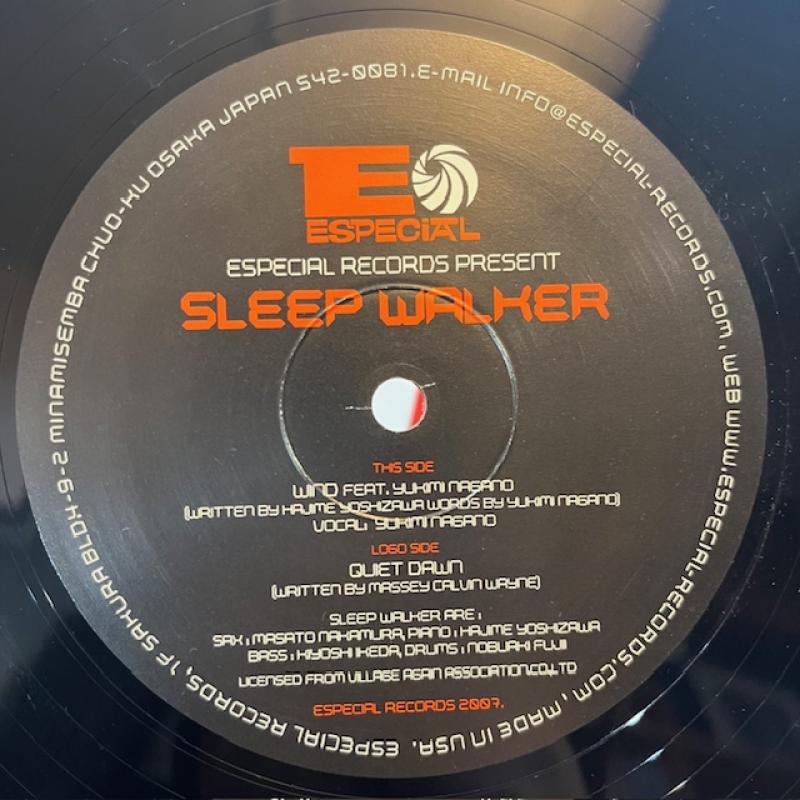 ESPECIAL
ESPECIAL RECORDS PRESENT
SLEEP WALKER
THIS SIDE
WIND FEAT. YUKIMI NAGANO
(WRITTEN BY HAJIME YOSHIZAWA WORDS BY YUKIMI NAGANO)
VOCAL: YUKIMI NAGANO
LOGO SIDE
QUIET DAWN
(WRITTEN BY MASSEY CALVIN WAYNE)
SLEEP WALKER ARE:
SAX: MASATO NAKAMURA, PIANO: HAJIME YOSHIZAWA
BASS: KIYOSHI IKEDA, DRUMS: NOBUAKI FUJII
LICENSED FROM VILLAGE AGAIN ASSOCIATION.CO.,LTD
ESPECIAL RECORDS 2007.
ESPECIAL RECORDS, 1F SAKURA BLD4-9-2 MINAMISEMBA CHUO-KU OSAKA JAPAN 542-0081.E-MAIL INFO@ESPECIAL-RECORDS.COM, WEB WWW.ESPECIAL-RECORDS.COM, MADE IN USA.